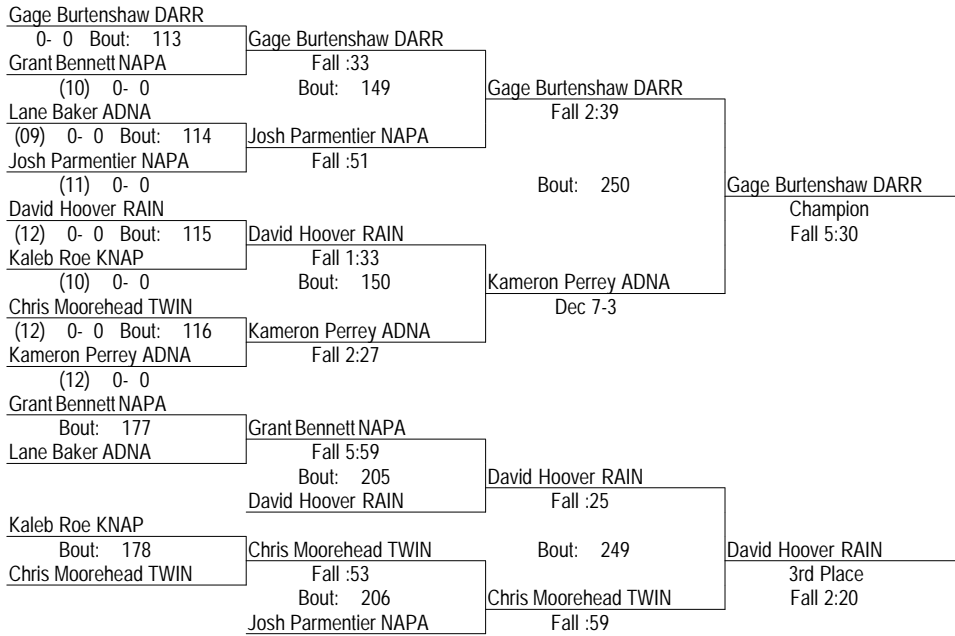 Gage Burtenshaw DARR
0- 0 Bout: 113
Grant Bennett NAPA
(10) 0- 0
Lane Baker ADNA
(09) 0- 0 Bout: 114
Josh Parmentier NAPA
(11) 0- 0
David Hoover RAIN
(12) 0- 0 Bout: 115
Kaleb Roe KNAP
(10) 0- 0
Chris Moorehead TWIN
(12) 0- 0 Bout: 116
Kameron Perrey ADNA
(12) 0- 0
Gage Burtenshaw DARR
Fall :33
Bout: 149
Josh Parmentier NAPA
Fall :51
David Hoover RAIN
Fall 1:33
Bout: 150
Kameron Perrey ADNA
Fall 2:27
Gage Burtenshaw DARR
Fall 2:39
Bout: 250
Kameron Perrey ADNA
Dec 7-3
Gage Burtenshaw DARR
Champion
Fall 5:30
Grant Bennett NAPA
Bout: 177
Lane Baker ADNA
Kaleb Roe KNAP
Bout: 178
Chris Moorehead TWIN
Grant Bennett NAPA
Fall 5:59
Bout: 205
David Hoover RAIN
Chris Moorehead TWIN
Fall :53
Bout: 206
Josh Parmentier NAPA
David Hoover RAIN
Fall :25
Bout: 249
Chris Moorehead TWIN
Fall :59
David Hoover RAIN
3rd Place
Fall 2:20